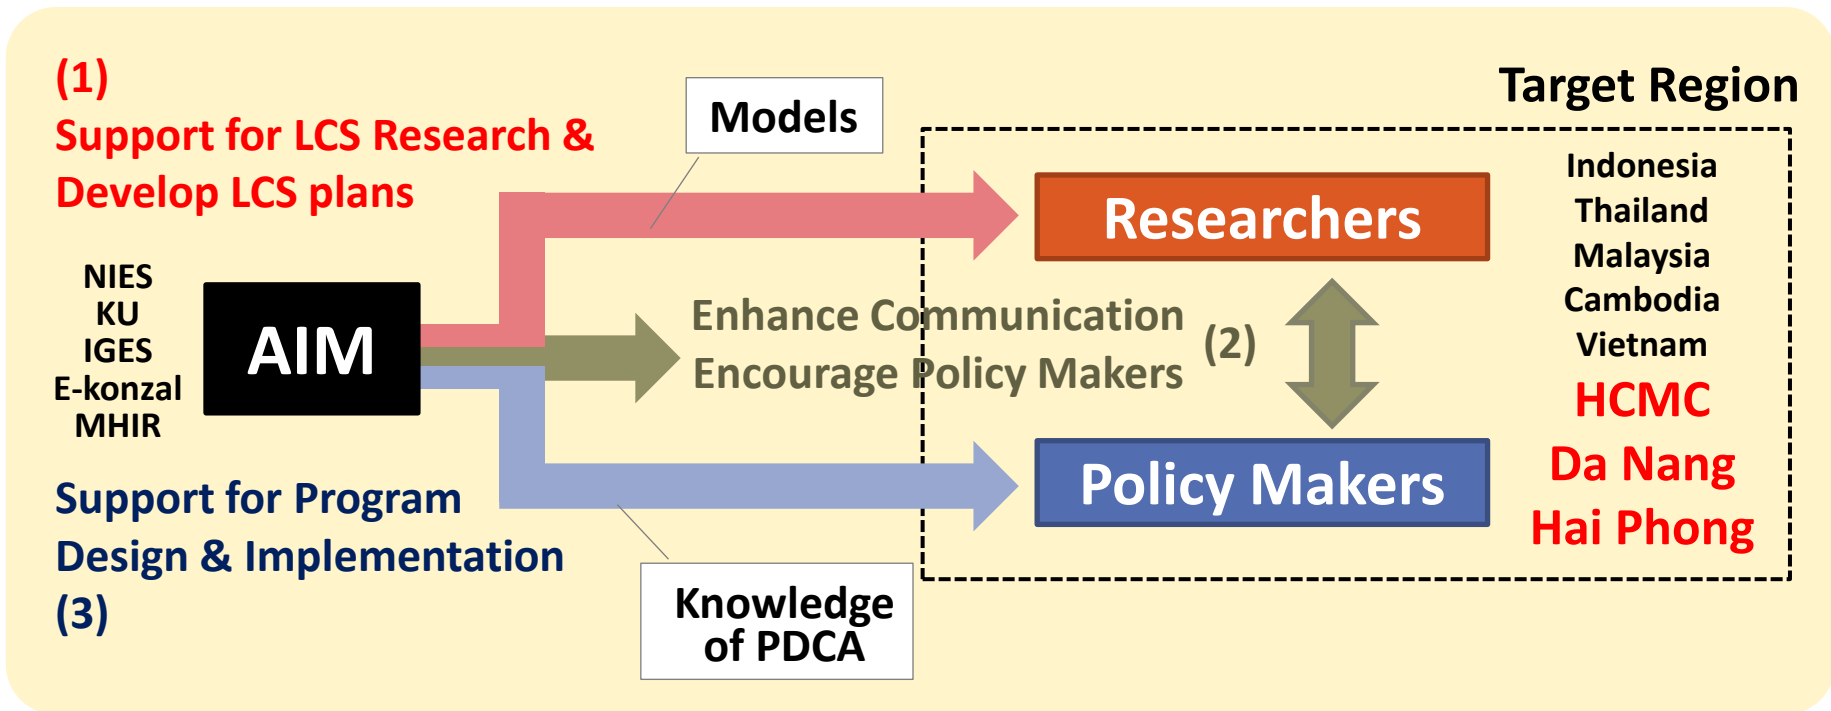 (1)
Support for LCS Research &
Develop LCS plans
Models
Target Region
NIES
KU
IGES
E-konzal
MHIR
AIM
Enhance Communication
Encourage Policy Makers
(2)
Researchers
Policy Makers
Indonesia
Thailand
Malaysia
Cambodia
Vietnam
HCMC
Da Nang
Hai Phong
Support for Program
Design & Implementation
(3)
Knowledge
of PDCA